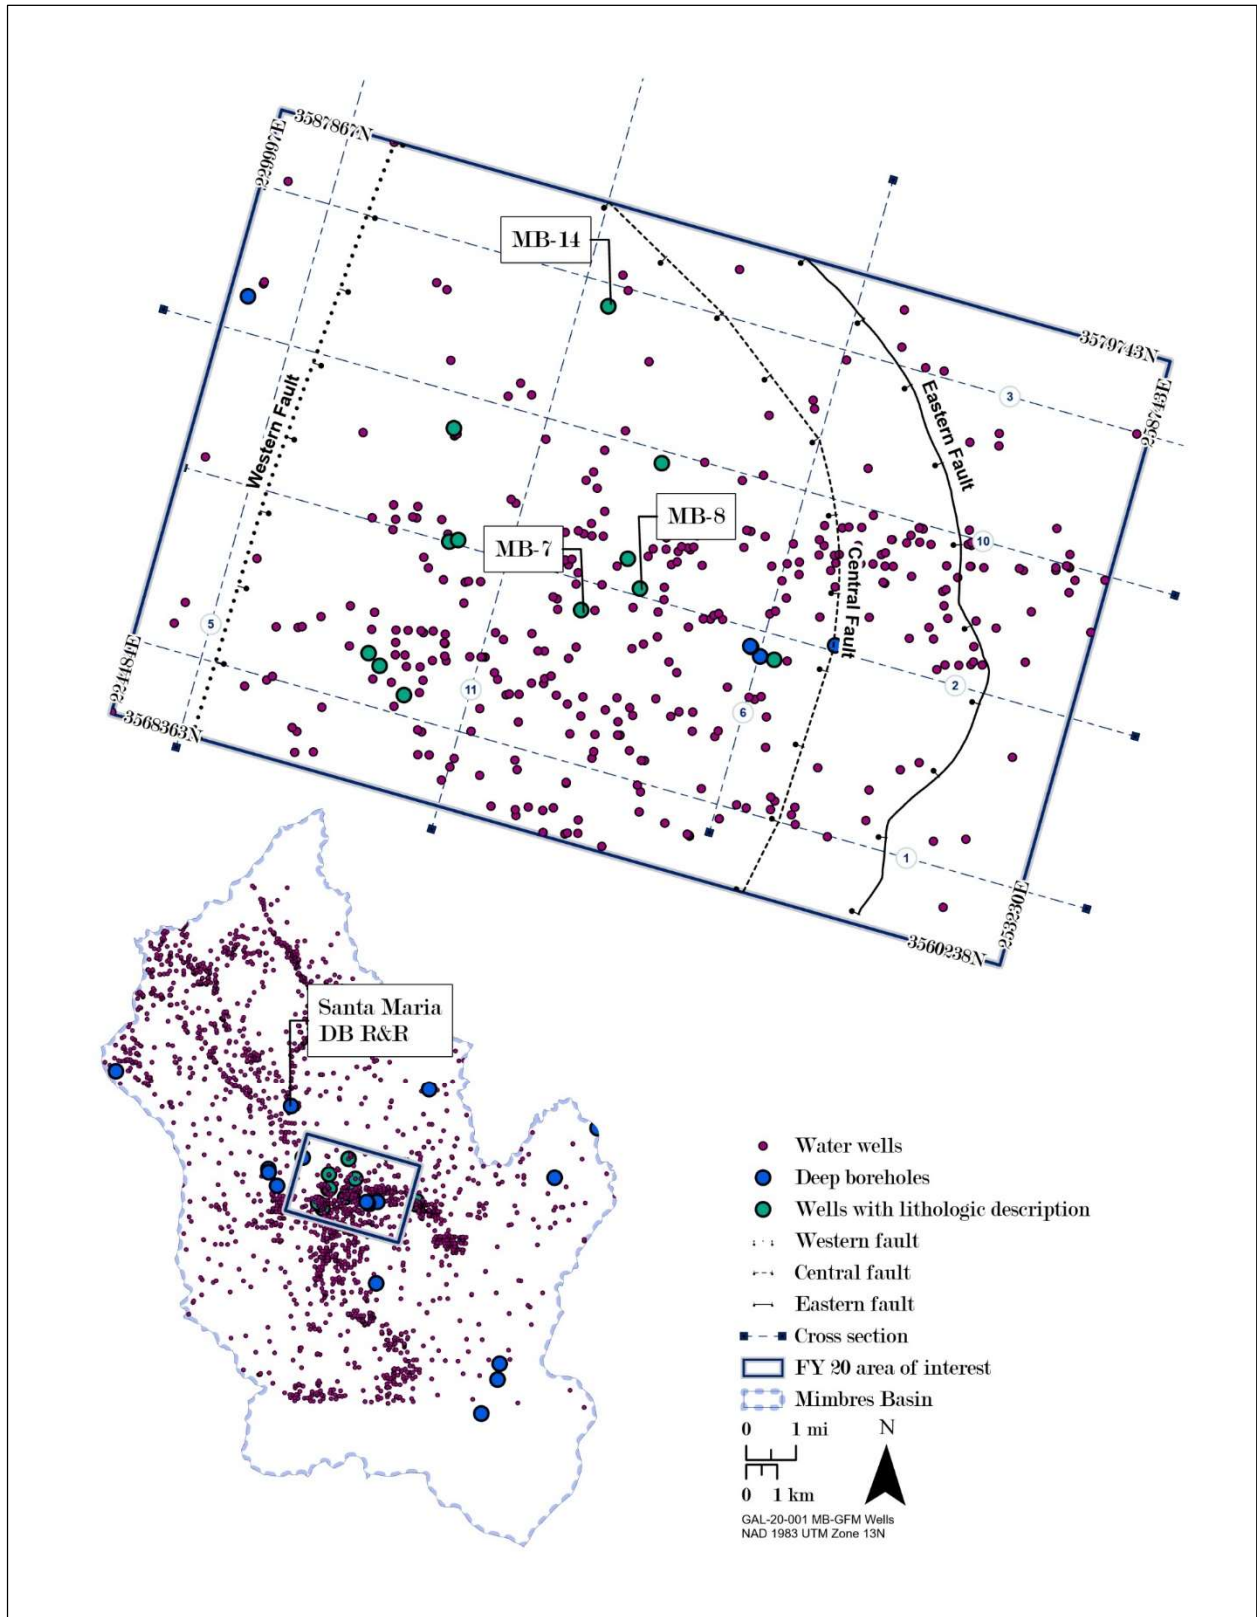 3587867N
229997E
MB-14
3579743N
258743E
3
Eastern Fault
Western Fault
MB-8
MB-7
10
Central Fault
5
11
2
6
224484E
3568363N
1
253230E
3560238N
Santa Maria
DB R&R
Water wells
Deep boreholes
Wells with lithologic description
Western fault
Central fault
Eastern fault
Cross section
FY 20 area of interest
Mimbres Basin
0 1 mi
N
0 1 km
GAL-20-001 MB-GFM Wells
NAD 1983 UTM Zone 13N